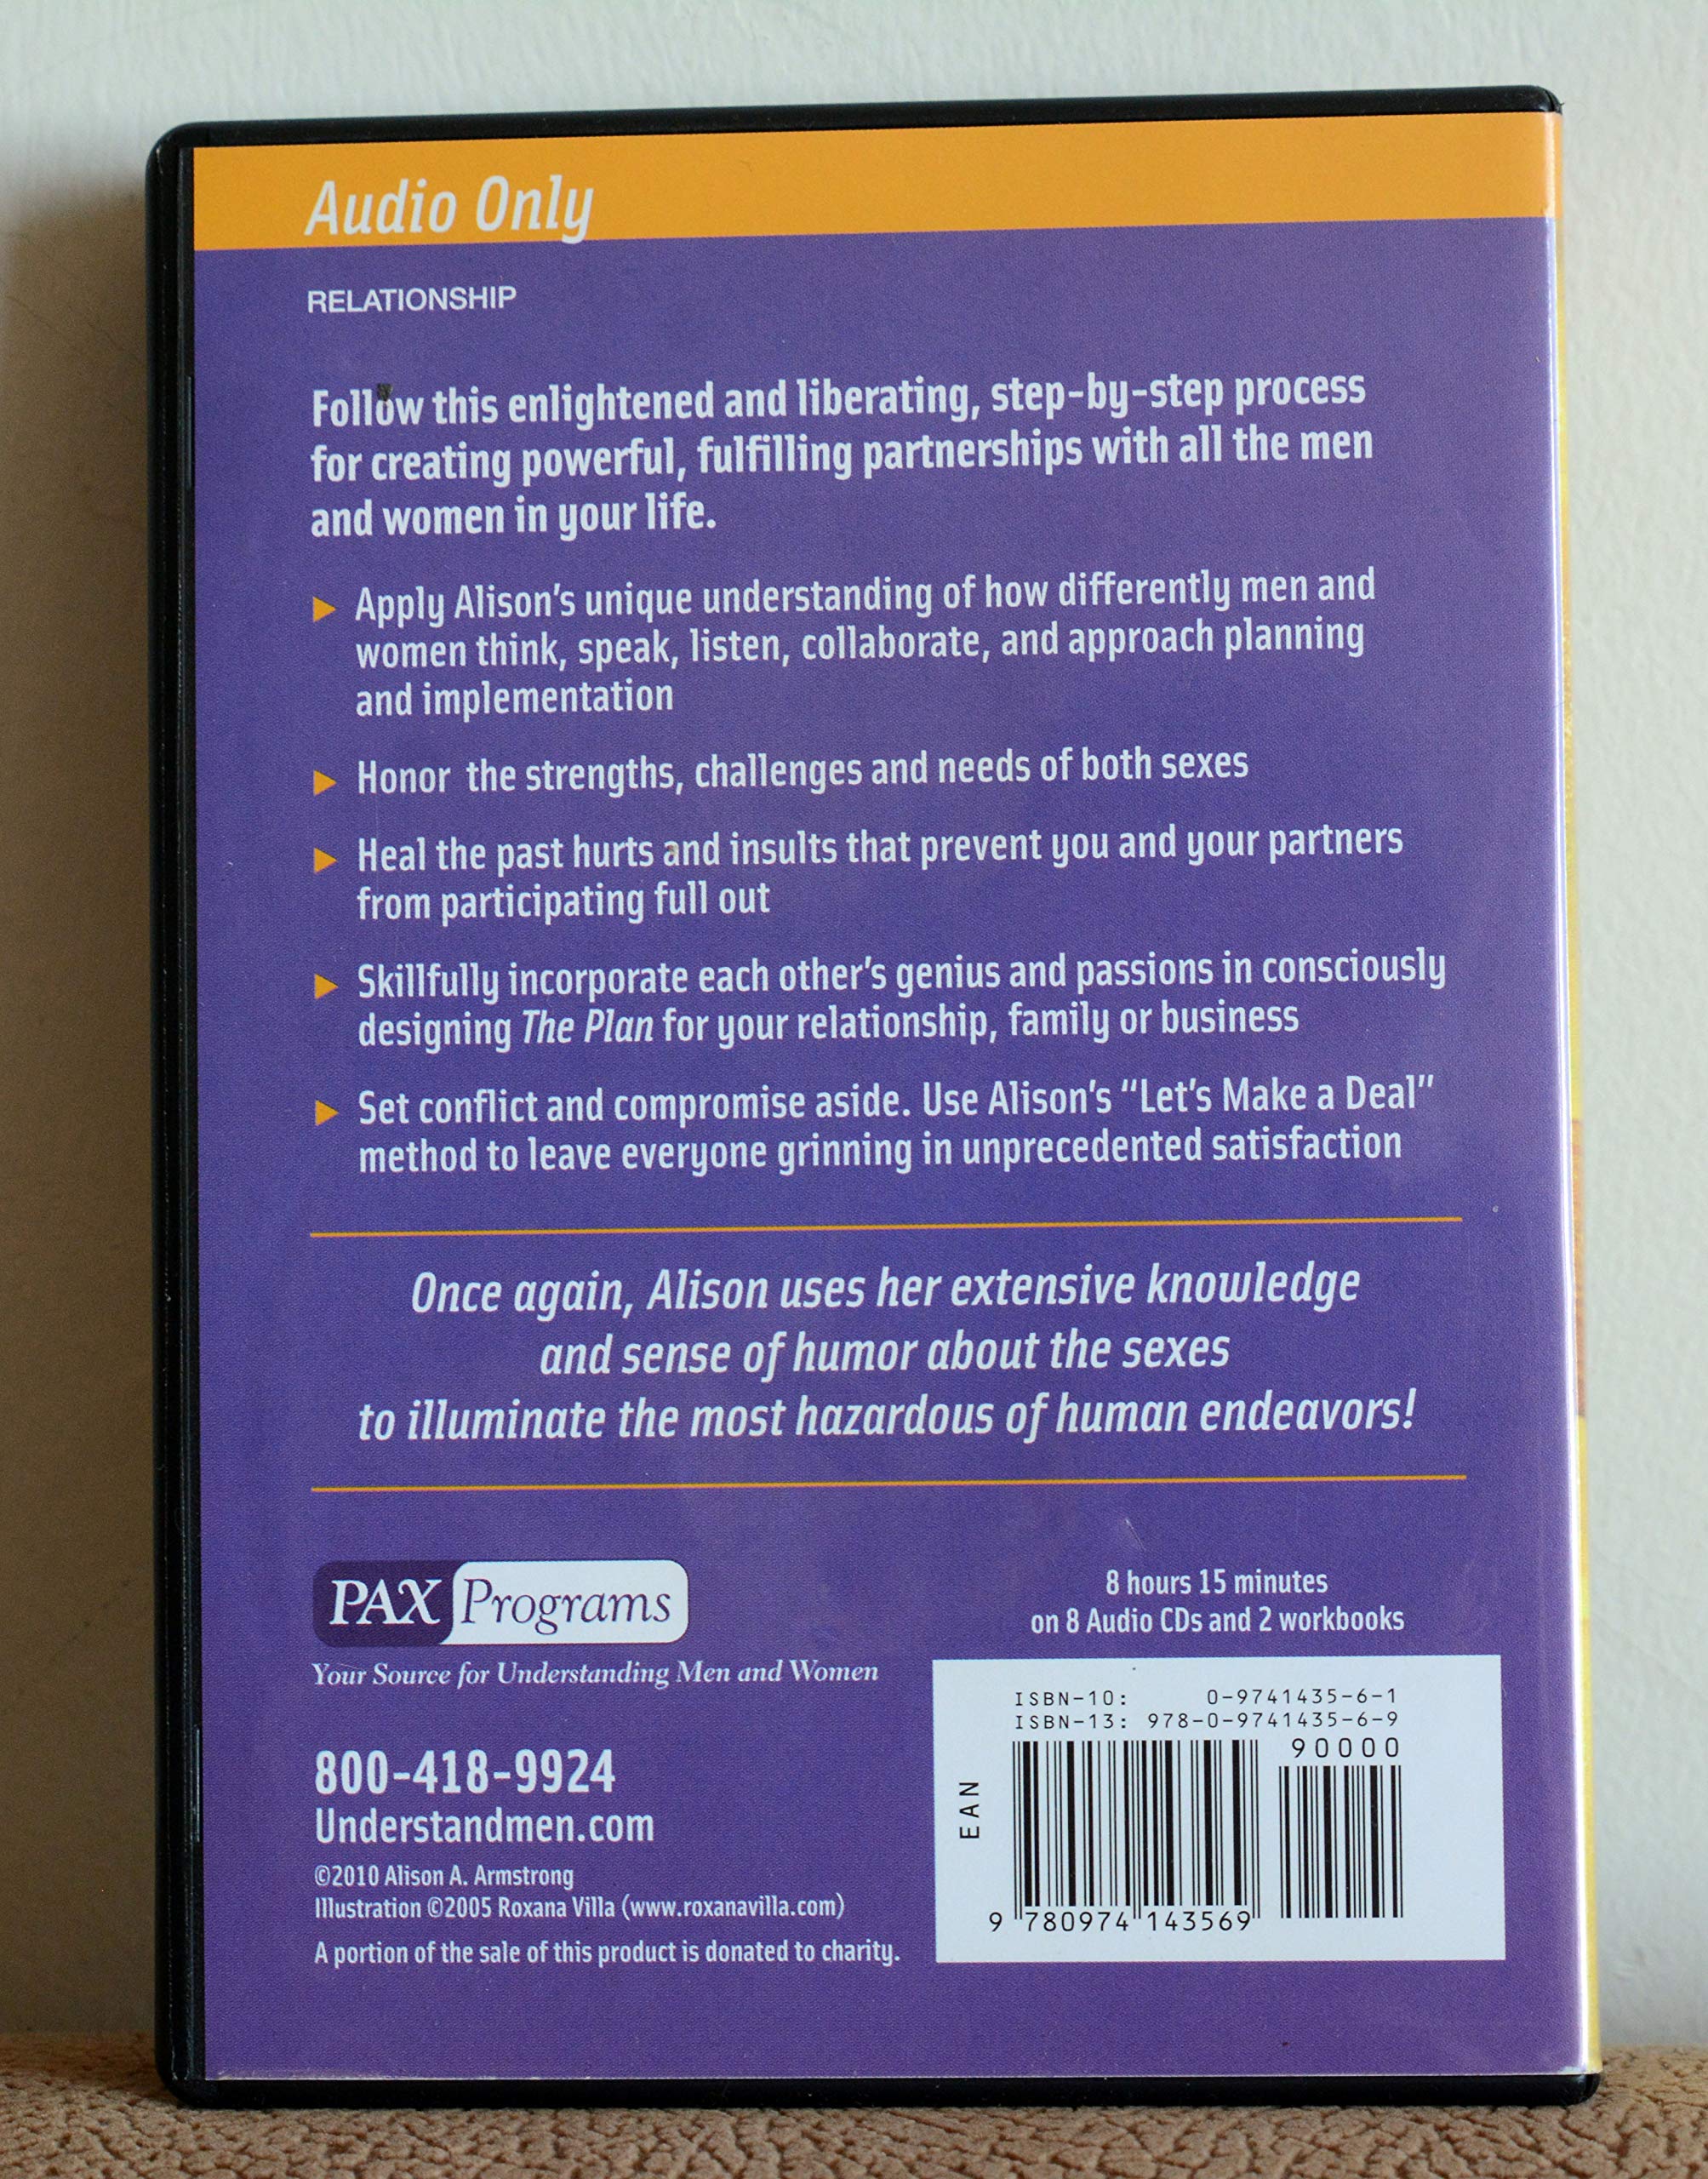 Audio Only
RELATIONSHIP
Follow this enlightened and liberating, step-by-step process
for creating powerful, fulfilling partnerships with all the men
and women in your life.
▶ Apply Alison's unique understanding of how differently men and
women think, speak, listen, collaborate, and approach planning
and implementation
▶ Honor the strengths, challenges and needs of both sexes
▶ Heal the past hurts and insults that prevent you and your partners
from participating full out
▶ Skillfully incorporate each other's genius and passions in consciously
designing The Plan for your relationship, family or business
▶ Set conflict and compromise aside. Use Alison's “Let's Make a Deal”
method to leave everyone grinning in unprecedented satisfaction
Once again, Alison uses her extensive knowledge
and sense of humor about the sexes
to illuminate the most hazardous of human endeavors!
PAX Programs
Your Source for Understanding Men and Women
800-418-9924
Understandmen.com
©2010 Alison A. Armstrong
Illustration ©2005 Roxana Villa (www.roxanavilla.com)
A portion of the sale of this product is donated to charity.
8 hours 15 minutes
on 8 Audio CDs and 2 workbooks
ISBN-10: 0-9741435-6-1
ISBN-13: 978-0-9741435-6-9
90000
EAN
9 780974 143569